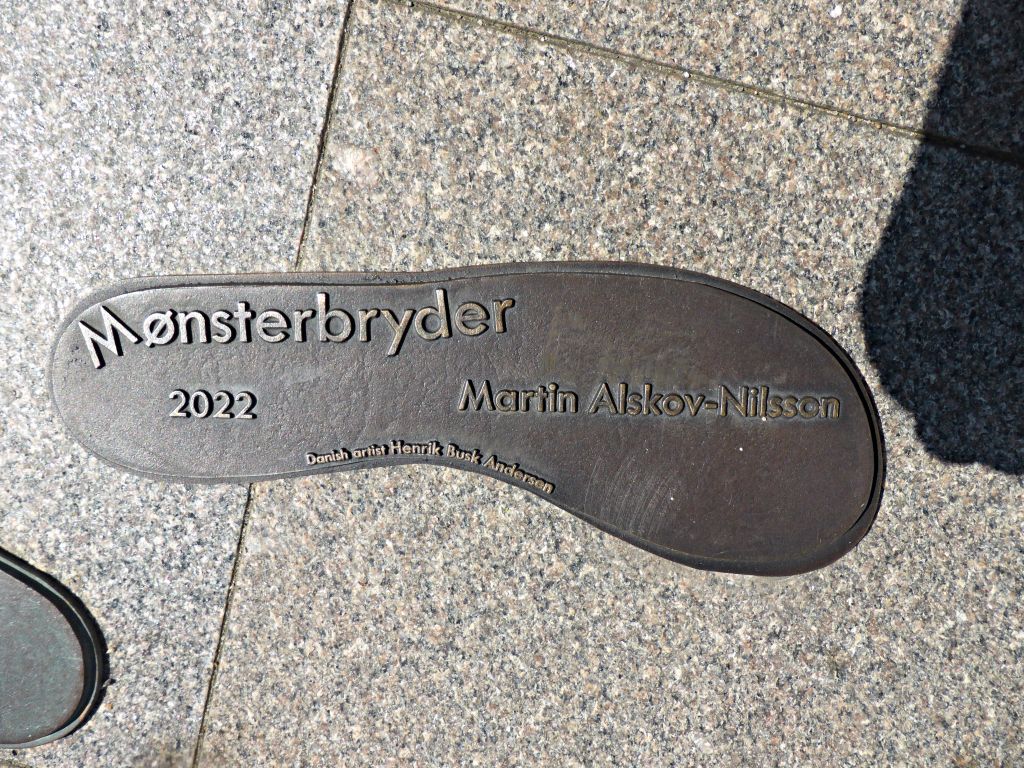 Mønsterbryder
2022
Martin Alskov-Nilsson
Danish artist Henrik Busk Andersen